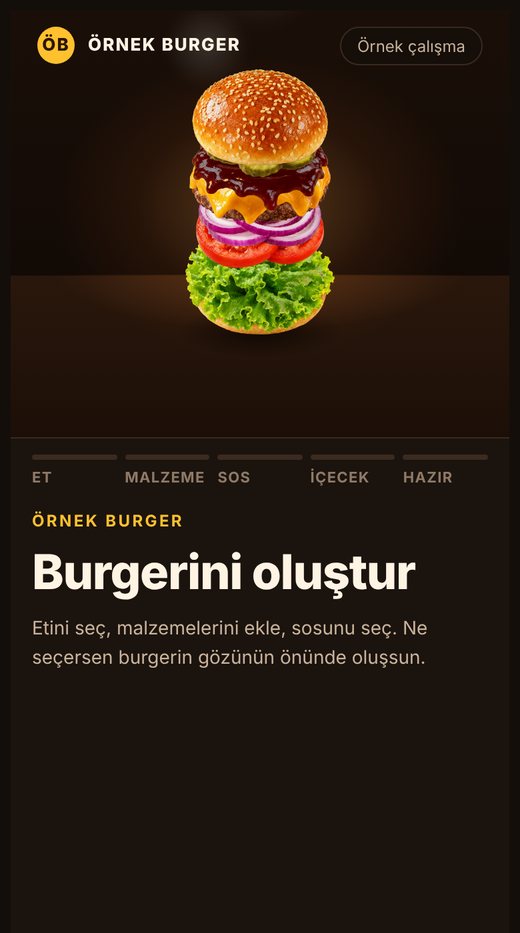 ÖB ÖRNEK BURGER Örnek çalışma
ET MALZEME SOS İÇECEK HAZIR
ÖRNEK BURGER
Burgerini oluştur
Etini seç, malzemelerini ekle, sosunu seç. Ne
seçersen burgerin gözünün önünde oluşsun.